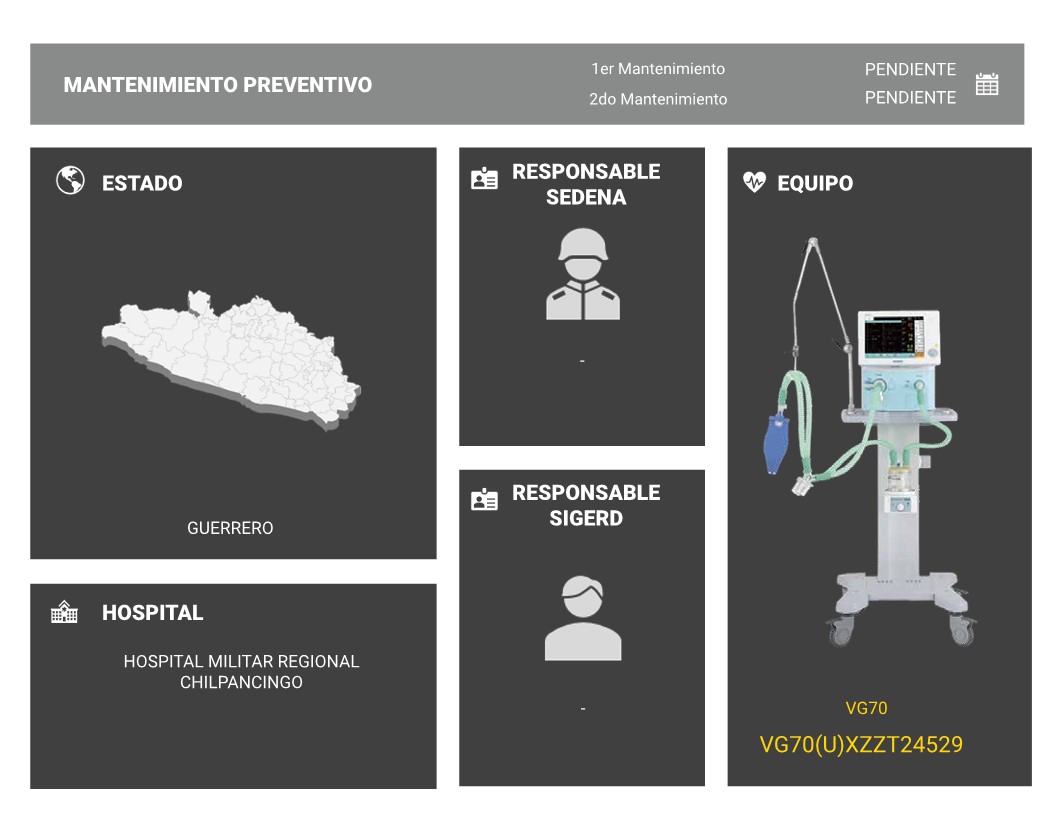 MANTENIMIENTO PREVENTIVO
1er Mantenimiento
PENDIENTE
2do Mantenimiento
PENDIENTE
ESTADO
GUERRERO
HOSPITAL
HOSPITAL MILITAR REGIONAL
CHILPANCINGO
RESPONSABLE
SEDENA
-
RESPONSABLE
SIGERD
-
EQUIPO
VG70
VG70(U)XZZT24529